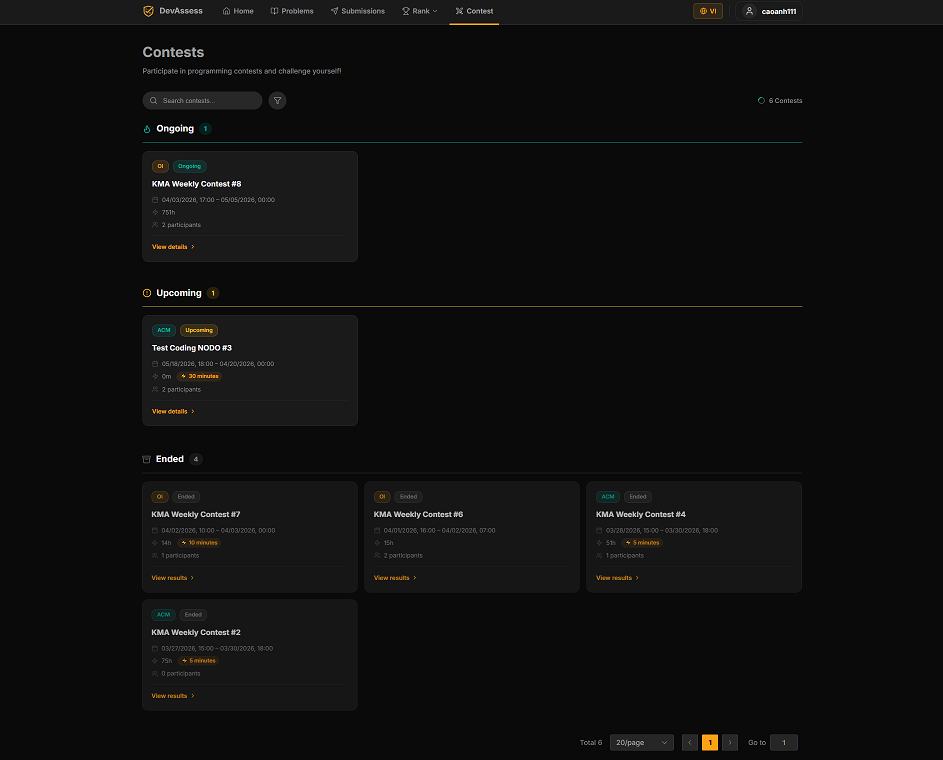 DevAssess Home Problems Submissions Rank Contest VI caoanh111
Contests
Participate in programming contests and challenge yourself!
Search contests... 6 Contests
Ongoing 1
OI Ongoing
KMA Weekly Contest #8
04/03/2026, 17:00 – 05/05/2026, 00:00
751h
2 participants
View details
Upcoming 1
ACM Upcoming
Test Coding NODO #3
05/18/2026, 18:00 – 04/20/2026, 00:00
0m 30 minutes
2 participants
View details
Ended 4
OI Ended
KMA Weekly Contest #7
04/02/2026, 10:00 – 04/03/2026, 00:00
14h 10 minutes
1 participants
View results
OI Ended
KMA Weekly Contest #6
04/01/2026, 16:00 – 04/02/2026, 07:00
15h
2 participants
View results
ACM Ended
KMA Weekly Contest #4
03/28/2026, 15:00 – 03/30/2026, 18:00
51h 5 minutes
1 participants
View results
ACM Ended
KMA Weekly Contest #2
03/27/2026, 15:00 – 03/30/2026, 18:00
75h 5 minutes
0 participants
View results
Total 6 20/page 1 Go to 1